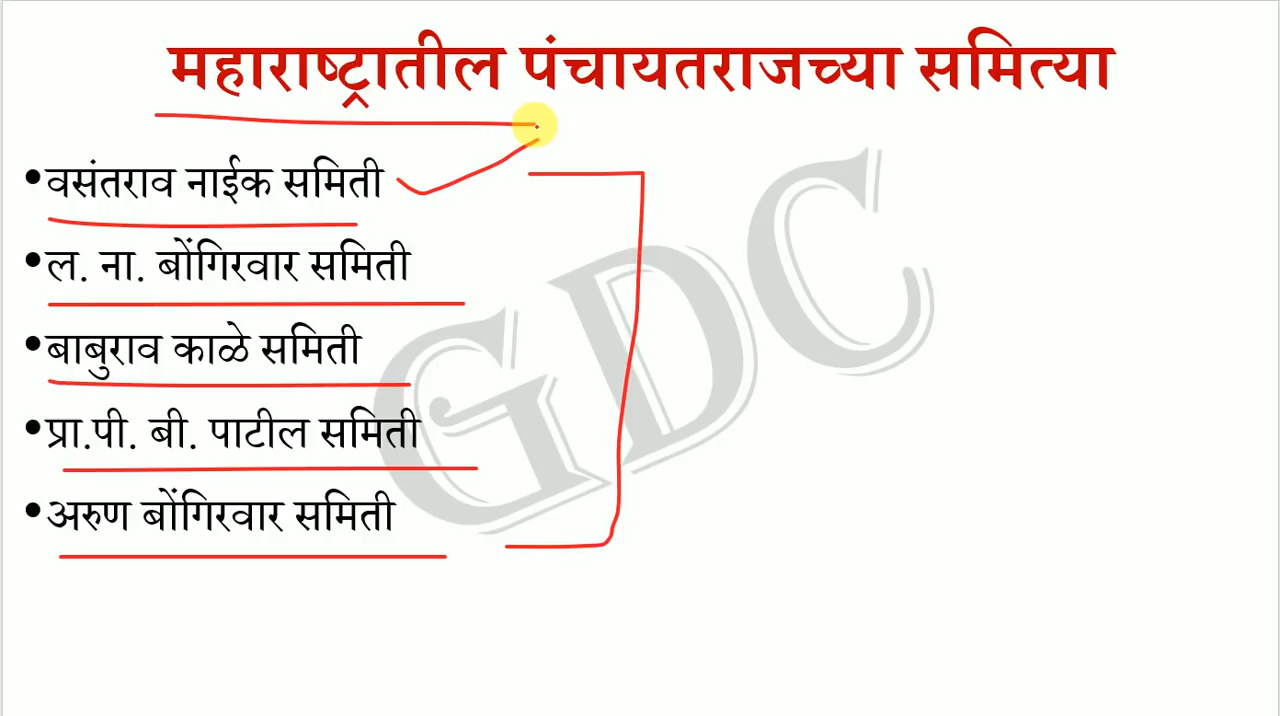 महाराष्ट्रातील पंचायतराजच्या समित्या
•वसंतराव नाईक समिती
•ल. ना. बोंगिरवार समिती
•बाबुराव काळे समिती
•प्रा.पी. बी. पाटील समिती
•अरुण बोंगिरवार समिती
GDC